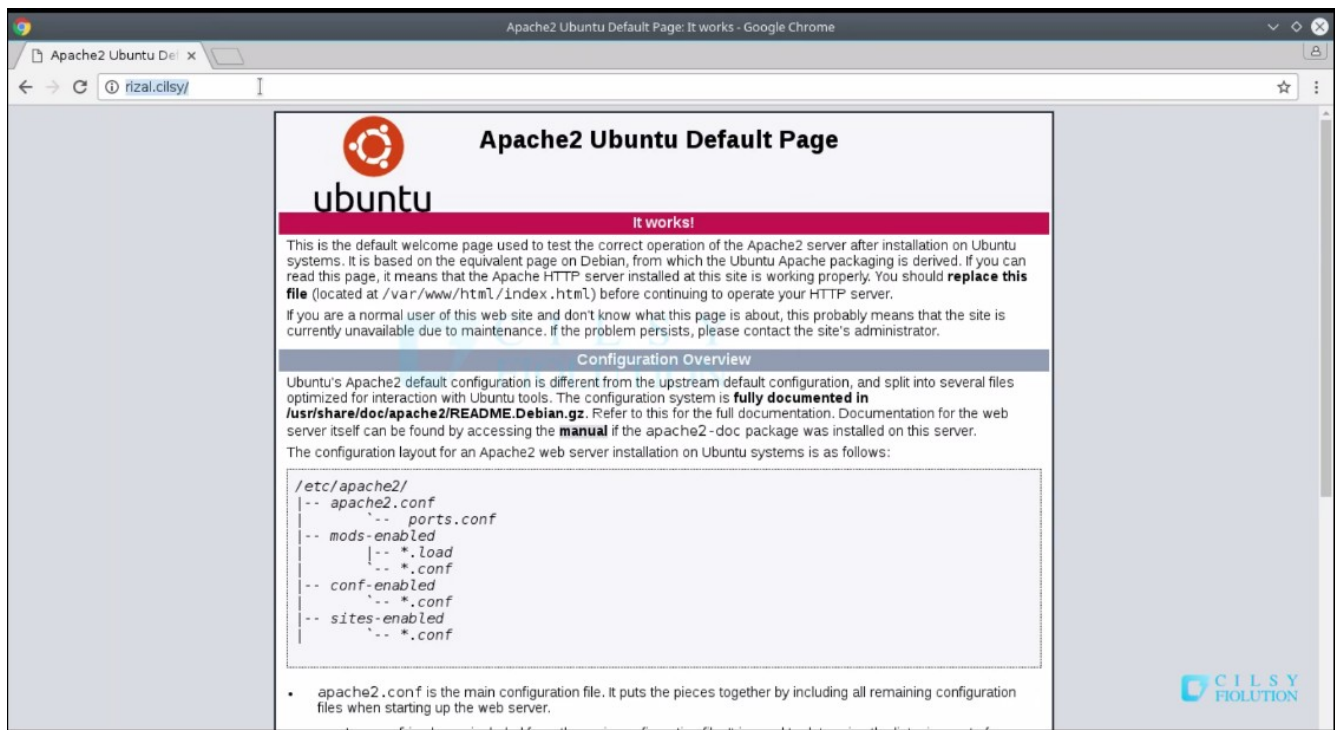 Apache2 Ubuntu Default Page: It works - Google Chrome
Apache2 Ubuntu Def
rizal.cilsy/
ubuntu
Apache2 Ubuntu Default Page
It works!
This is the default welcome page used to test the correct operation of the Apache2 server after installation on Ubuntu
systems. It is based on the equivalent page on Debian, from which the Ubuntu Apache packaging is derived. If you can
read this page, it means that the Apache HTTP server installed at this site is working properly. You should replace this
file (located at /var/www/html/index.html) before continuing to operate your HTTP server.
If you are a normal user of this web site and don't know what this page is about, this probably means that the site is
currently unavailable due to maintenance. If the problem persists, please contact the site's administrator.
Configuration Overview
Ubuntu's Apache2 default configuration is different from the upstream default configuration, and split into several files
optimized for interaction with Ubuntu tools. The configuration system is fully documented in
/usr/share/doc/apache2/README.Debian.gz. Refer to this for the full documentation. Documentation for the web
server itself can be found by accessing the manual if the apache2-doc package was installed on this server.
The configuration layout for an Apache2 web server installation on Ubuntu systems is as follows:
/etc/apache2/
|-- apache2.conf
|       `--  ports.conf
|-- mods-enabled
|       |-- *.load
|       `-- *.conf
|-- conf-enabled
|       `-- *.conf
|-- sites-enabled
|       `-- *.conf
• apache2.conf is the main configuration file. It puts the pieces together by including all remaining configuration
files when starting up the web server.
CILSY
FIOLUTION